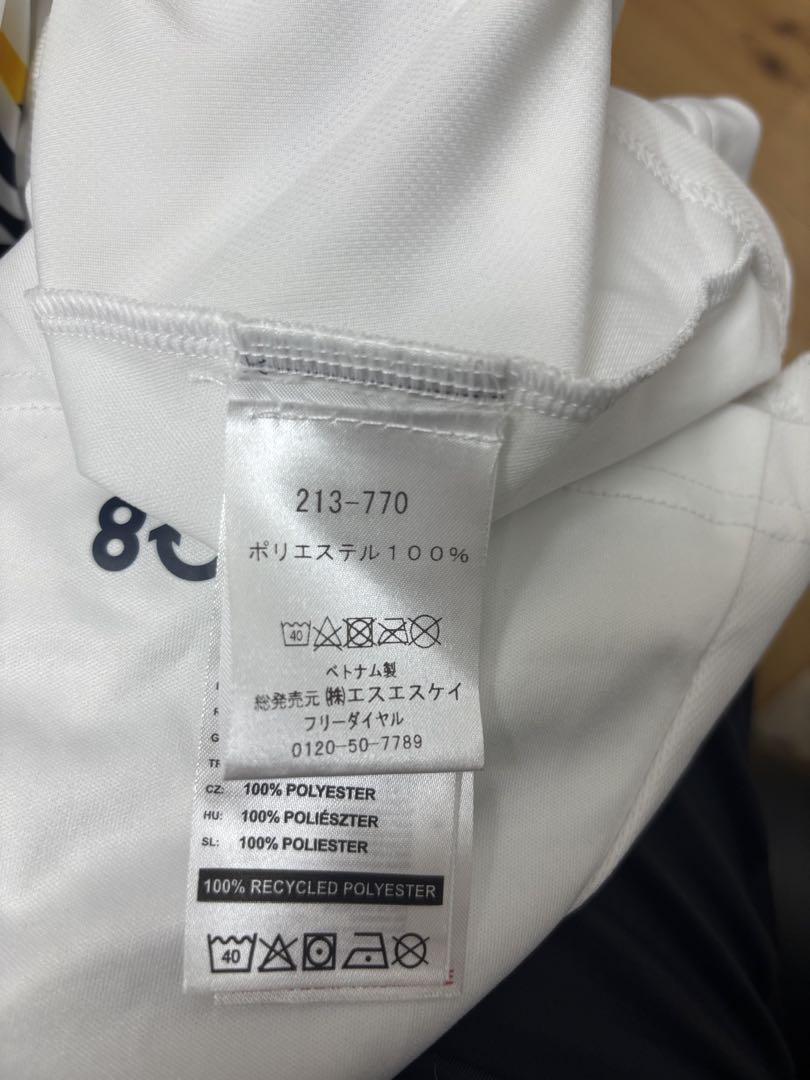 213-770
ポリエステル１００％
40
ベトナム製
総発売元 ㈱エスエスケイ
フリーダイヤル
0120-50-7789
8
G
TR
CZ: 100% POLYESTER
HU: 100% POLIÉSZTER
SL: 100% POLIESTER
100% RECYCLED POLYESTER
40